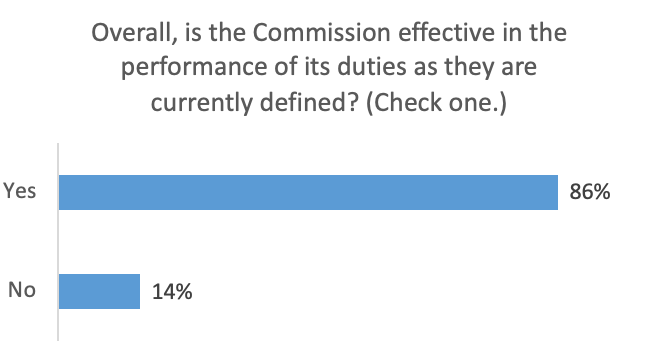 Overall, is the Commission effective in the
performance of its duties as they are
currently defined? (Check one.)
Yes
86%
No
14%